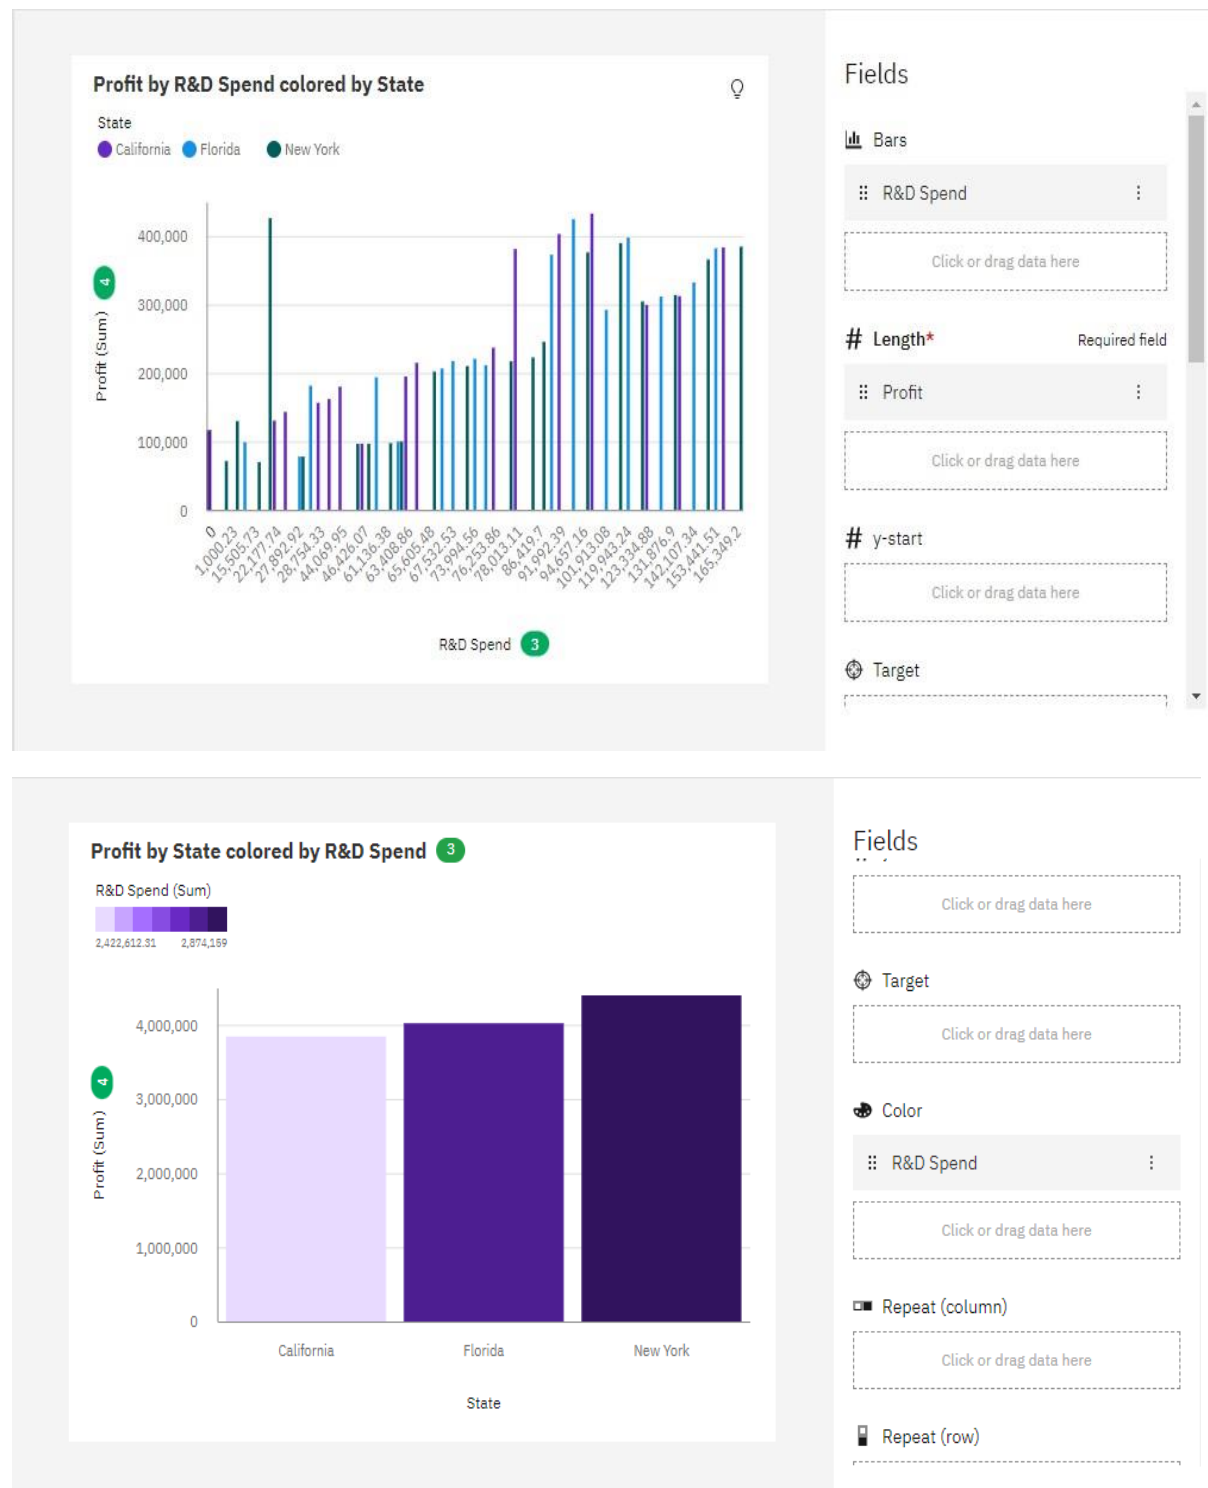 Profit by R&D Spend colored by State
State
California Florida New York
400,000
300,000
200,000
100,000
0
Profit (Sum) 4
0 1,000.23 15,505.73 22,177.74 27,892.92 28,754.33 44,069.95 46,426.07 61,136.38 63,408.86 65,605.48 67,532.53 73,994.56 76,253.86 78,013.11 86,419.7 91,992.39 94,657.16 101,913.08 119,943.24 123,334.88 131,876.9 142,107.34 153,441.51 165,349.2
R&D Spend 3
Fields
Bars
R&D Spend
Click or drag data here
# Length* Required field
Profit
Click or drag data here
# y-start
Click or drag data here
Target
Profit by State colored by R&D Spend 3
R&D Spend (Sum)
2,422,612.31 2,874,159
4,000,000
3,000,000
2,000,000
1,000,000
0
Profit (Sum) 4
California Florida New York
State
Fields
Click or drag data here
Target
Click or drag data here
Color
R&D Spend
Click or drag data here
Repeat (column)
Click or drag data here
Repeat (row)